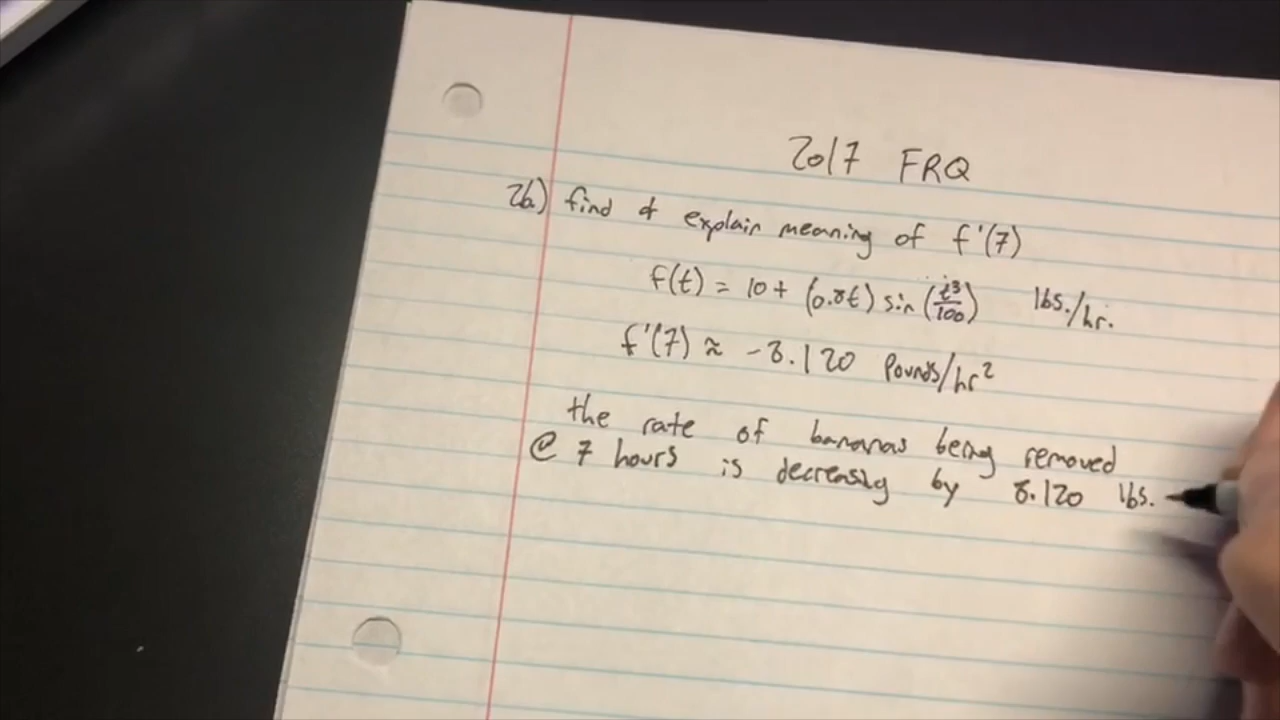 2017 FRQ
2b) find & explain meaning of f'(7)
f(t) = 10 + (0.8t) sin (t³/100) lbs./hr.
f'(7) ≈ -8.120 Pounds/hr²
the rate of bananas being removed
@ 7 hours is decreasing by 8.120 lbs.